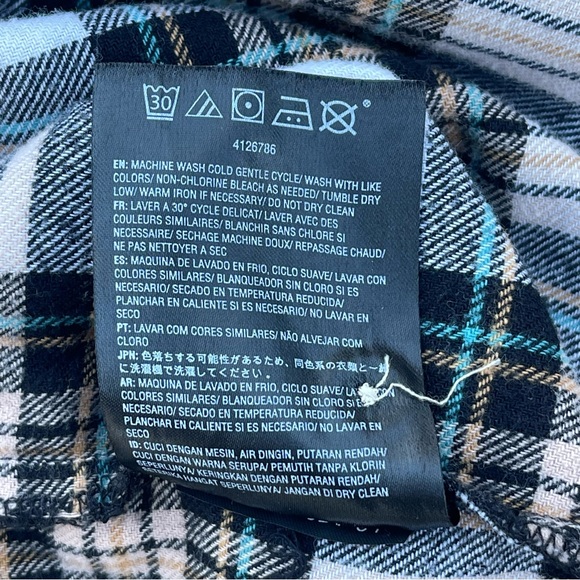 30
®
4126786
EN: MACHINE WASH COLD GENTLE CYCLE/ WASH WITH LIKE
COLORS/ NON-CHLORINE BLEACH AS NEEDED/ TUMBLE DRY
LOW/ WARM IRON IF NECESSARY/ DO NOT DRY CLEAN
FR: LAVER A 30° CYCLE DELICAT/ LAVER AVEC DES
COULEURS SIMILAIRES/ BLANCHIR SANS CHLORE SI
NECESSAIRE/ SECHAGE MACHINE DOUX/ REPASSAGE CHAUD/
NE PAS NETTOYER A SEC
ES: MAQUINA DE LAVADO EN FRIO, CICLO SUAVE/ LAVAR CON
COLORES SIMILARES/ BLANQUEADOR SIN CLORO SI ES
NECESARIO/ SECADO EN TEMPERATURA REDUCIDA/
PLANCHAR EN CALIENTE SI ES NECESARIO/ NO LAVAR EN
SECO
PT: LAVAR COM CORES SIMILARES/ NÃO ALVEJAR COM
CLORO
JPN: 色落ちする可能性があるため、同色系の衣類と一緒
に洗濯機で洗濯してください。
AR: MAQUINA DE LAVADO EN FRIO, CICLO SUAVE/ CON
COLORES SIMILARES/ BLANQUEADOR SIN CLORO SI ES
NECESARIO/ SECADO EN TEMPERATURA REDUCIDA/
PLANCHAR EN CALIENTE SI ES NECESARIO/ NO LAVAR EN
SECO
ID: CUCI DENGAN MESIN, AIR DINGIN, PUTARAN RENDAH/
CUCI DENGAN WARNA SERUPA/ PEMUTIH TANPA KLORIN
SEPERLUNYA/ KERINGKAN DENGAN PUTARAN RENDAH/
SETRIKA HANGAT SEPERLUNYA/ JANGAN DI DRY CLEAN